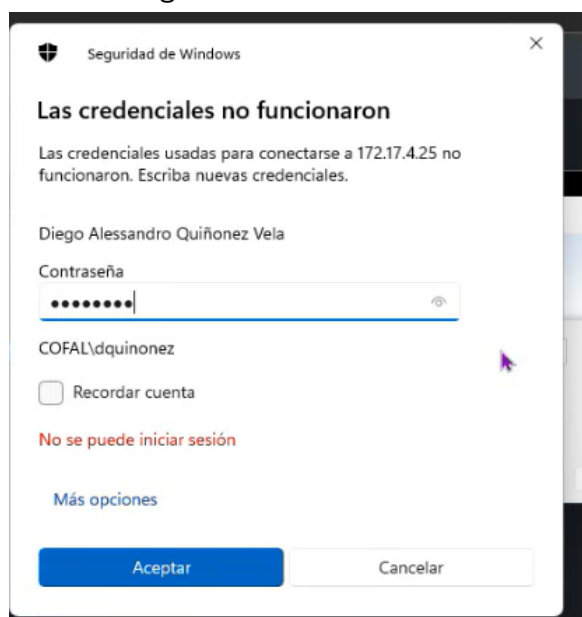 Seguridad de Windows
Las credenciales no funcionaron
Las credenciales usadas para conectarse a 172.17.4.25 no
funcionaron. Escriba nuevas credenciales.
Diego Alessandro Quiñonez Vela
Contraseña
••••••••
COFAL\dquinonez
Recordar cuenta
No se puede iniciar sesión
Más opciones
Aceptar
Cancelar